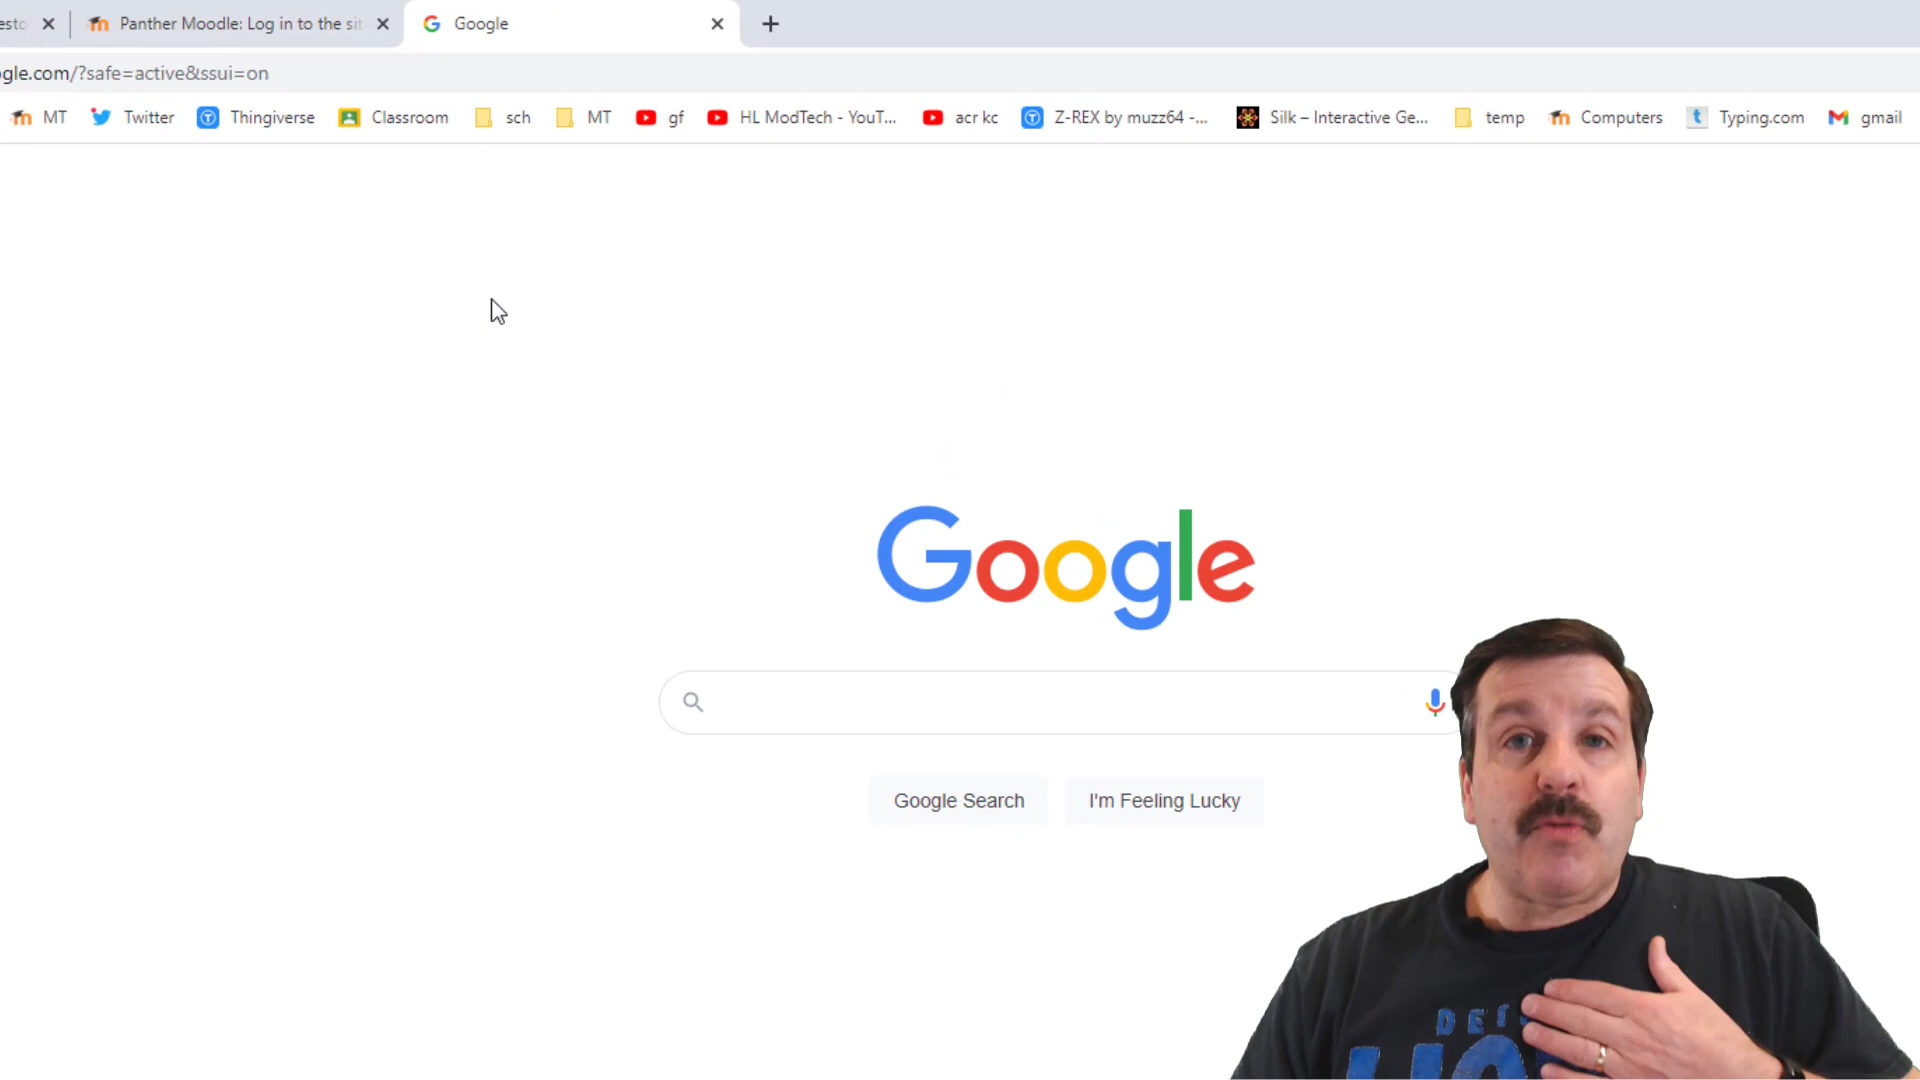 Panther Moodle: Log in to the sit
Google
gle.com/?safe=active&ssui=on
MT Twitter Thingiverse Classroom sch MT gf HL ModTech - YouT... acr kc Z-REX by muzz64 -... Silk – Interactive Ge... temp Computers Typing.com gmail
Google
Google Search I'm Feeling Lucky